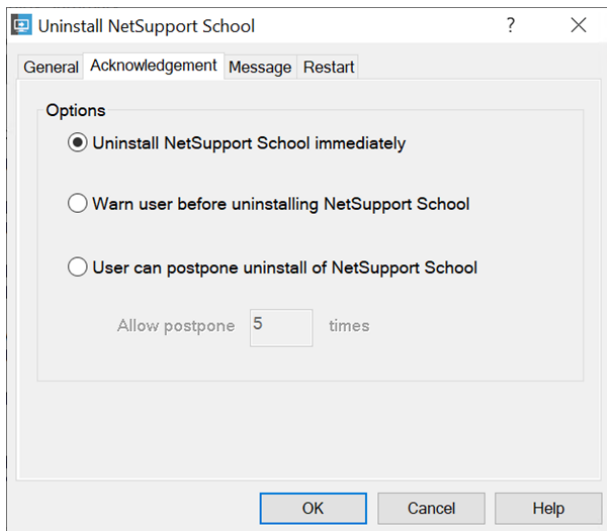 Uninstall NetSupport School ?
General Acknowledgement Message Restart
Options
Uninstall NetSupport School immediately
Warn user before uninstalling NetSupport School
User can postpone uninstall of NetSupport School
Allow postpone 5 times
OK Cancel Help